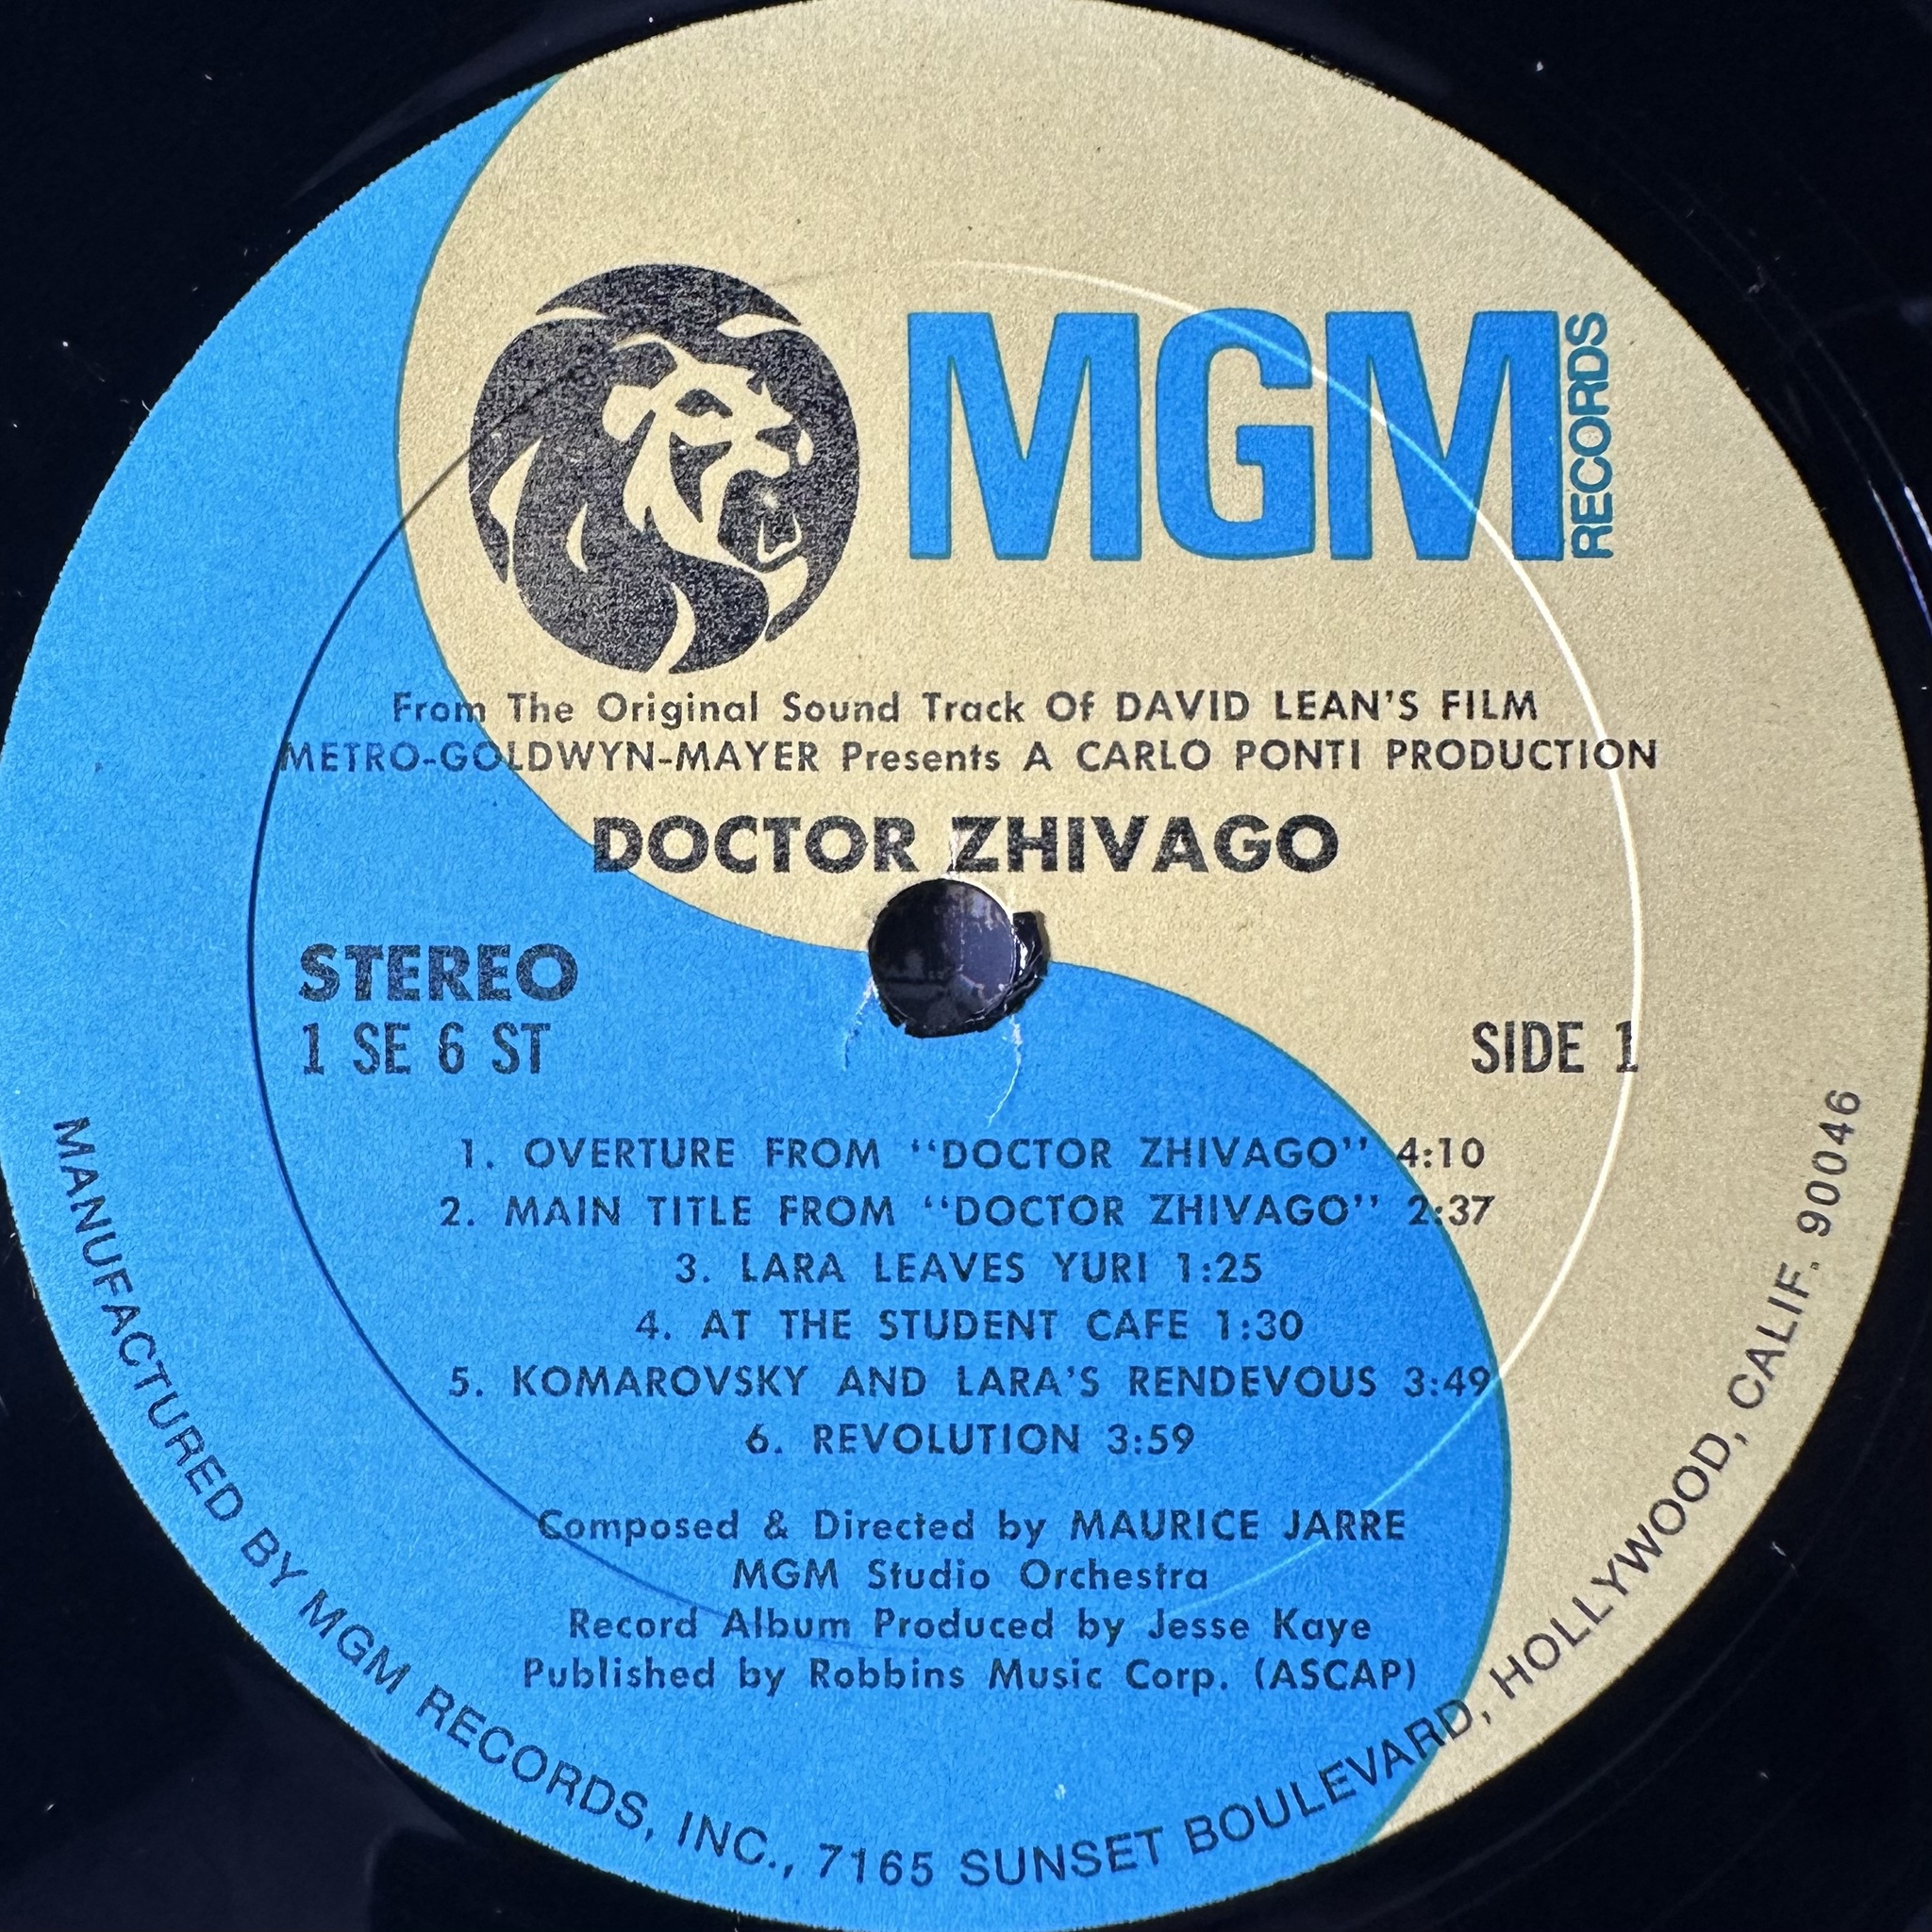 MGM
RECORDS
From The Original Sound Track Of DAVID LEAN'S FILM
METRO-GOLDWYN-MAYER Presents A CARLO PONTI PRODUCTION
DOCTOR ZHIVAGO
STEREO
1 SE 6 ST
SIDE 1
1. OVERTURE FROM "DOCTOR ZHIVAGO" 4:10
2. MAIN TITLE FROM "DOCTOR ZHIVAGO" 2:37
3. LARA LEAVES YURI 1:25
4. AT THE STUDENT CAFE 1:30
5. KOMAROVSKY AND LARA'S RENDEVOUS 3:49
6. REVOLUTION 3:59
Composed & Directed by MAURICE JARRE
MGM Studio Orchestra
Record Album Produced by Jesse Kaye
Published by Robbins Music Corp. (ASCAP)
MANUFACTURED BY MGM RECORDS, INC., 7165 SUNSET BOULEVARD, HOLLYWOOD, CALIF. 90046